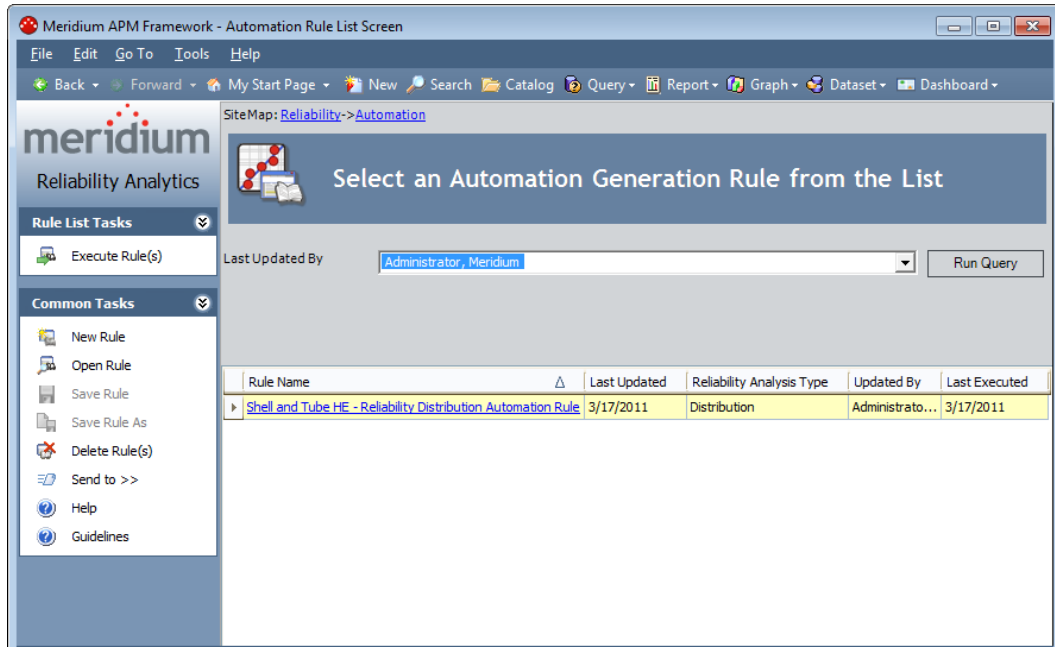 Meridium APM Framework - Automation Rule List Screen
File Edit Go To Tools Help
Back Forward My Start Page New Search Catalog Query Report Graph Dataset Dashboard
meridium
Reliability Analytics
Rule List Tasks
Execute Rule(s)
Common Tasks
New Rule
Open Rule
Save Rule
Save Rule As
Delete Rule(s)
Send to >>
Help
Guidelines
SiteMap: Reliability->Automation
Select an Automation Generation Rule from the List
Last Updated By Administrator, Meridium Run Query
Rule Name Last Updated Reliability Analysis Type Updated By Last Executed
Shell and Tube HE - Reliability Distribution Automation Rule 3/17/2011 Distribution Administrato... 3/17/2011